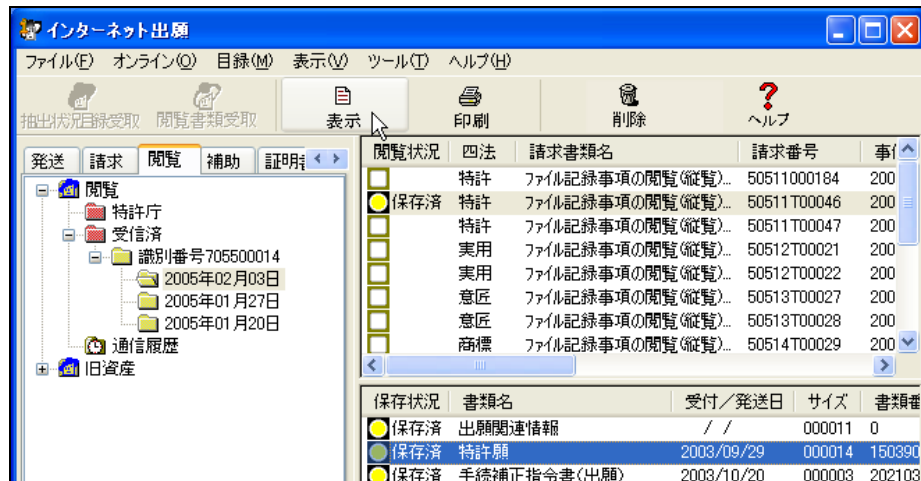 インターネット出願
ファイル(F) オンライン(O) 目録(M) 表示(V) ツール(T) ヘルプ(H)
抽出状況目録受取 閲覧書類受取 表示 印刷 削除 ヘルプ
発送 請求 閲覧 補助
閲覧
特許庁
受信済
識別番号705500014
2005年02月03日
2005年01月27日
2005年01月20日
通信履歴
旧資産
閲覧状況 四法 請求書類名 請求番号
特許 ファイル記録事項の閲覧(縦覧)... 50511000184 200
保存済 特許 ファイル記録事項の閲覧(縦覧)... 50511T00046 200
特許 ファイル記録事項の閲覧(縦覧)... 50511T00047 200
実用 ファイル記録事項の閲覧(縦覧)... 50512T00021 200
実用 ファイル記録事項の閲覧(縦覧)... 50512T00022 200
意匠 ファイル記録事項の閲覧(縦覧)... 50513T00027 200
意匠 ファイル記録事項の閲覧(縦覧)... 50513T00028 200
商標 ファイル記録事項の閲覧(縦覧)... 50514T00029 200
保存状況 書類名 受付/発送日 サイズ 書類番
保存済 出願関連情報 / / 000011 0
保存済 特許願 2003/09/29 000014 150390
保存済 手続補正指令書(出願) 2003/10/20 000003 202103